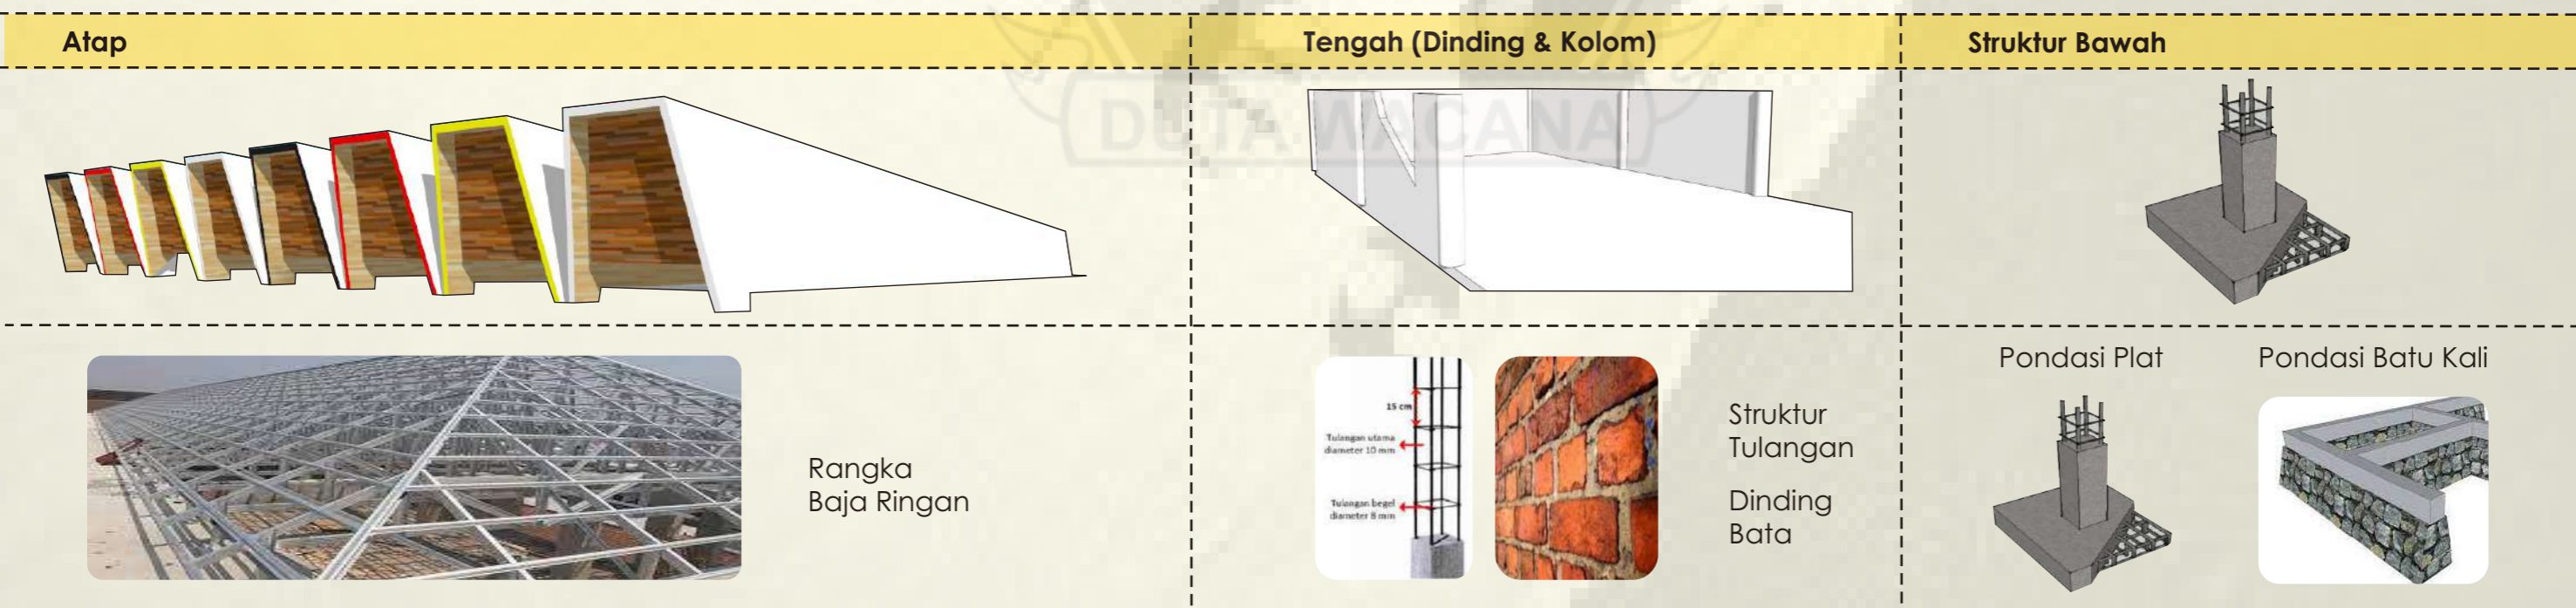 Atap
Tengah (Dinding & Kolom)
Struktur Bawah
DUTA WACANA
Rangka
Baja Ringan
15 cm
Tulangan utama
diameter 10 mm
Tulangan begel
diameter 8 mm
Struktur
Tulangan
Dinding
Bata
Pondasi Plat
Pondasi Batu Kali